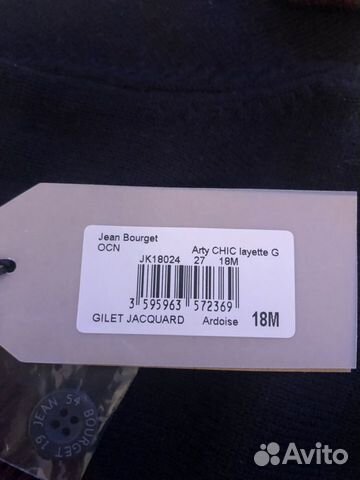 Jean Bourget
OCN Arty CHIC layette G
JK18024 27 18M
3 595963 572369
GILET JACQUARD Ardoise 18M
JEAN 54 BOURGET 19
Avito